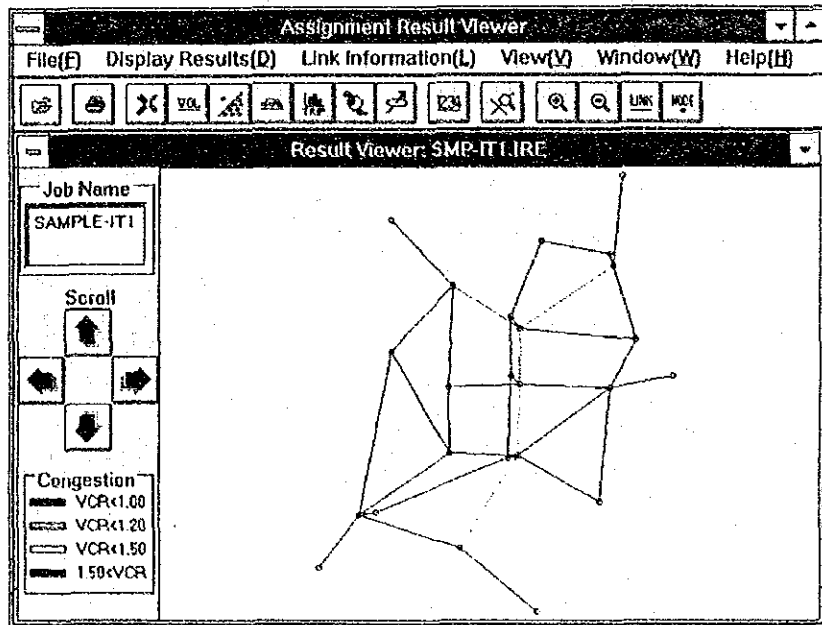 Assignment Result Viewer
File(F) Display Results(D) Link Information(L) View(V) Window(W) Help(H)
VOL 1234 LINK NODE
Result Viewer: SMP-IT1.IRE
Job Name
SAMPLE-IT1
Scroll
Congestion
VCR<1.00
VCR<1.20
VCR<1.50
1.50<VCR